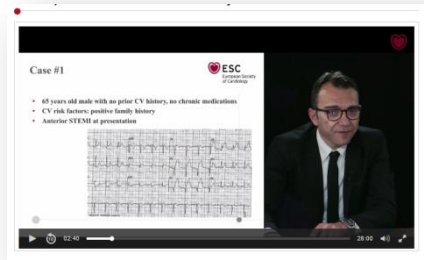 Case #1
ESC
European Society
of Cardiology
• 65 years old male with no prior CV history, no chronic medications
• CV risk factors: positive family history
• Anterior STEMI at presentation
02:40
28:08